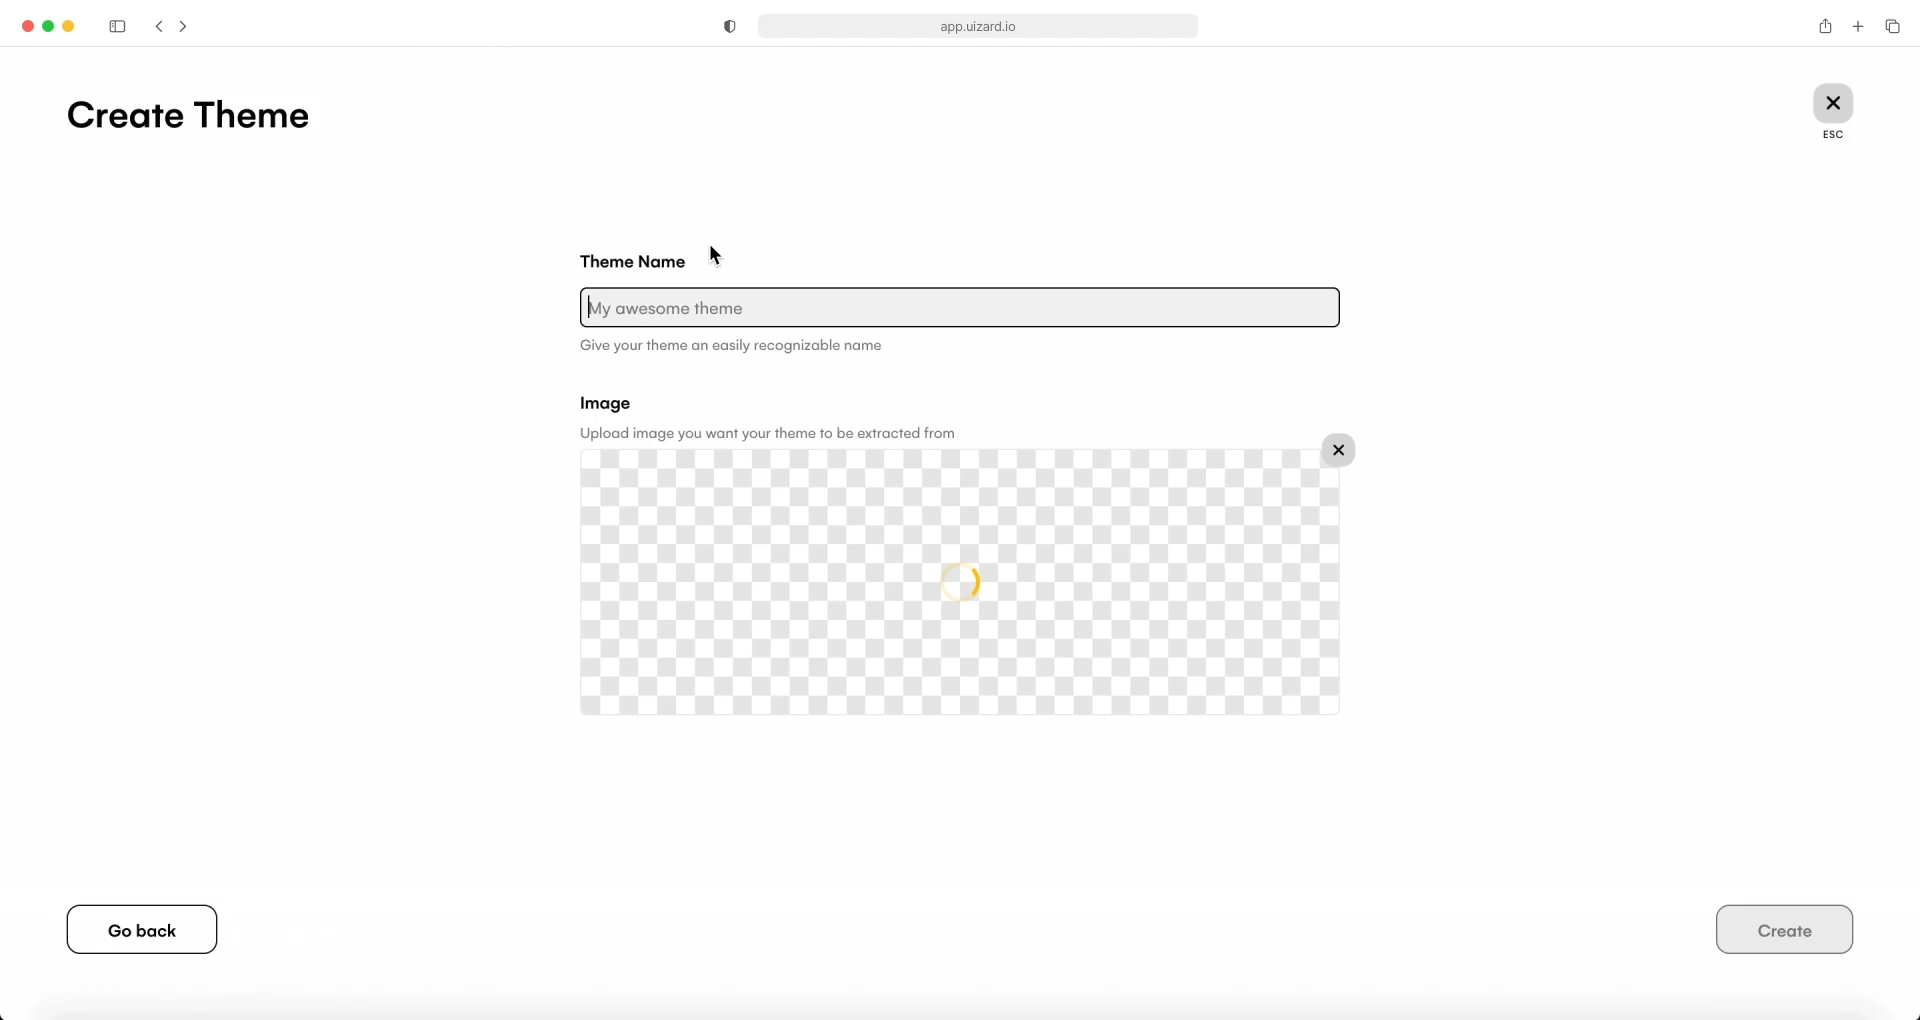 app.uizard.io
Create Theme
ESC
Theme Name
My awesome theme
Give your theme an easily recognizable name
Image
Upload image you want your theme to be extracted from
Go back
Create